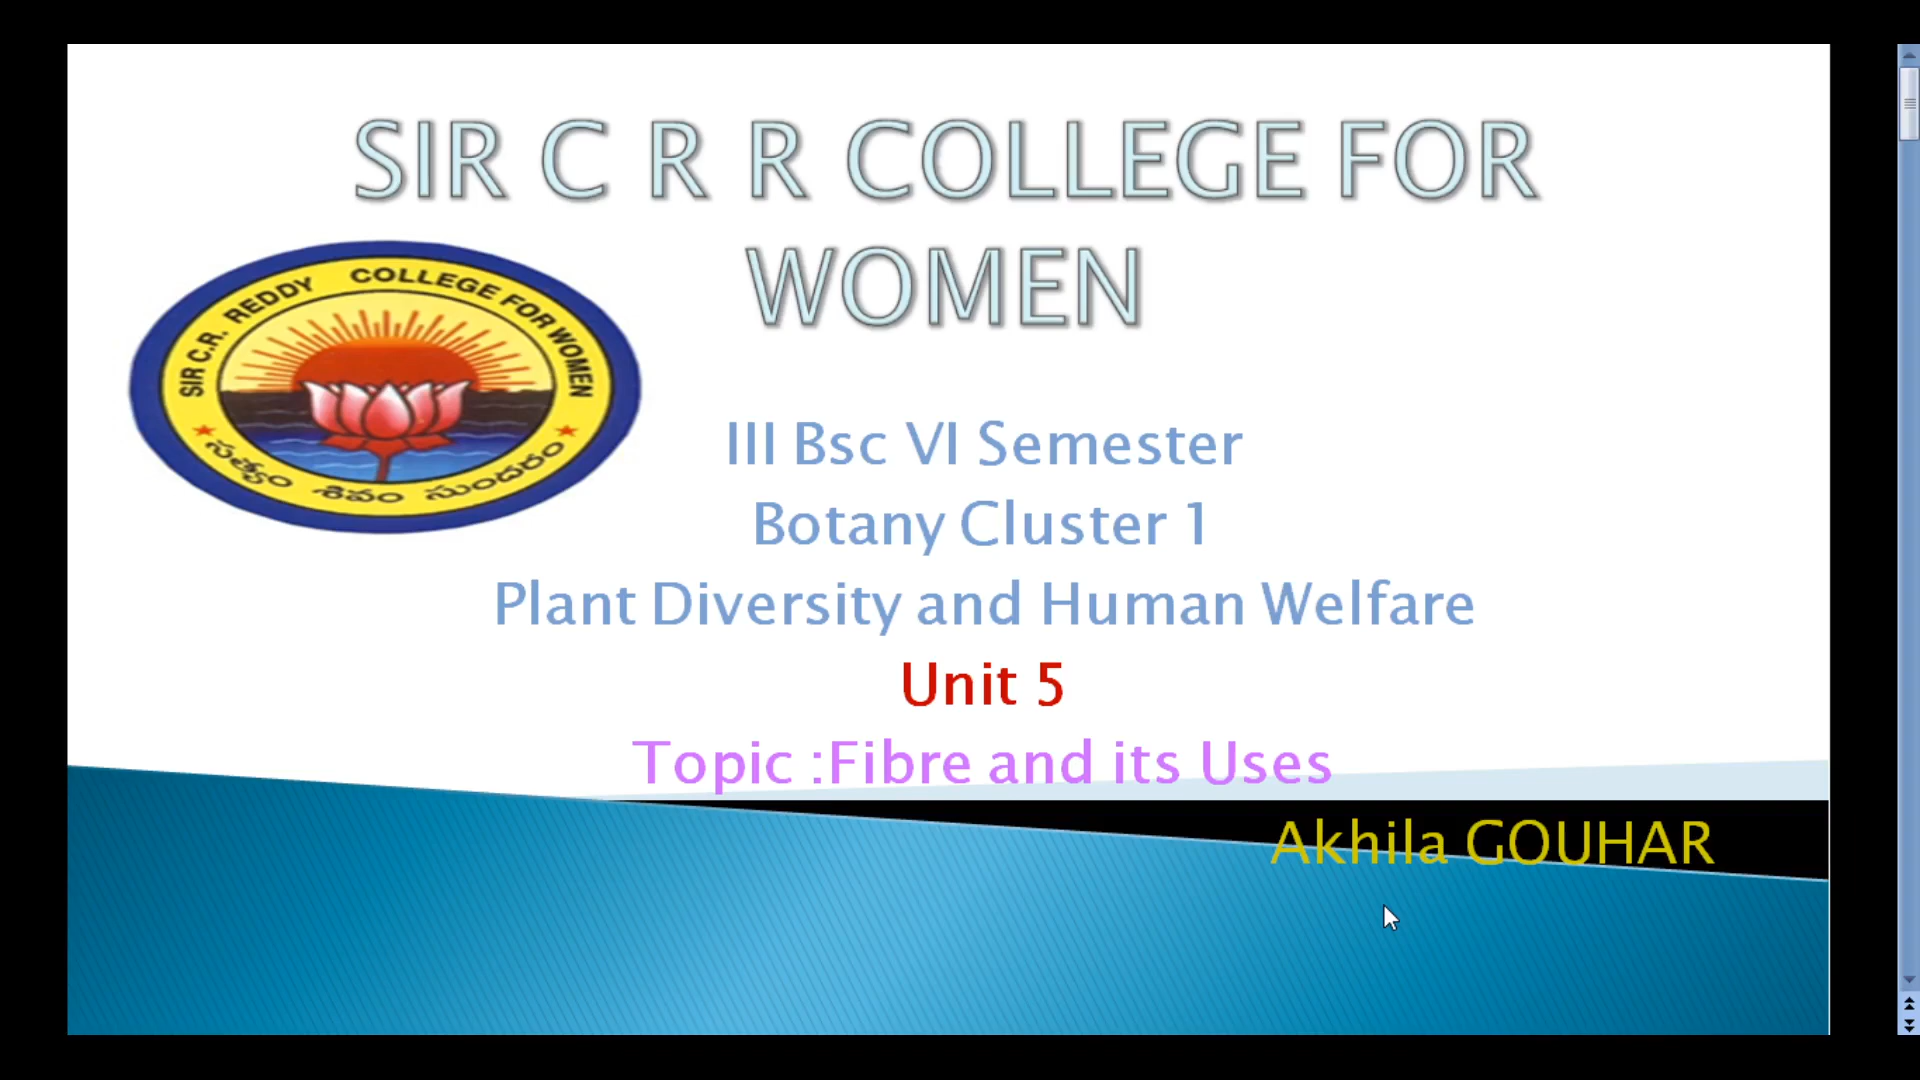 SIR C R R COLLEGE FOR
WOMEN
SIR C.R. REDDY COLLEGE FOR WOMEN
సత్యం శివం సుందరం
III Bsc VI Semester
Botany Cluster 1
Plant Diversity and Human Welfare
Unit 5
Topic :Fibre and its Uses
Akhila GOUHAR